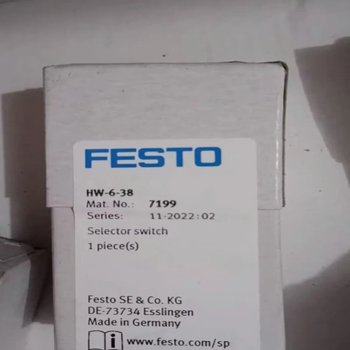 FESTO
HW-6-38
Mat. No.: 7199
Series: 11-2022:02
Selector switch
1 piece(s)
Festo SE & Co. KG
DE-73734 Esslingen
Made in Germany
www.festo.com/sp